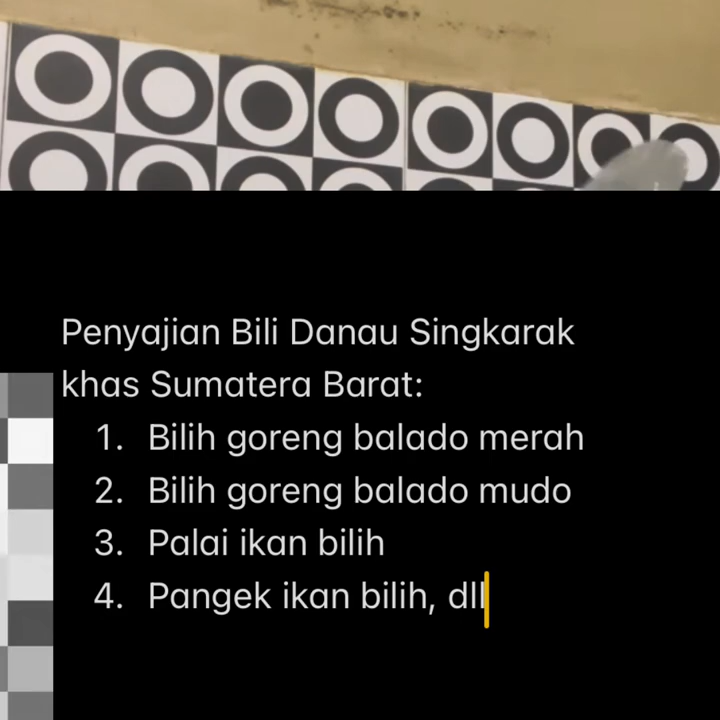 Penyajian Bili Danau Singkarak
khas Sumatera Barat:
1. Bilih goreng balado merah
2. Bilih goreng balado mudo
3. Palai ikan bilih
4. Pangek ikan bilih, dll